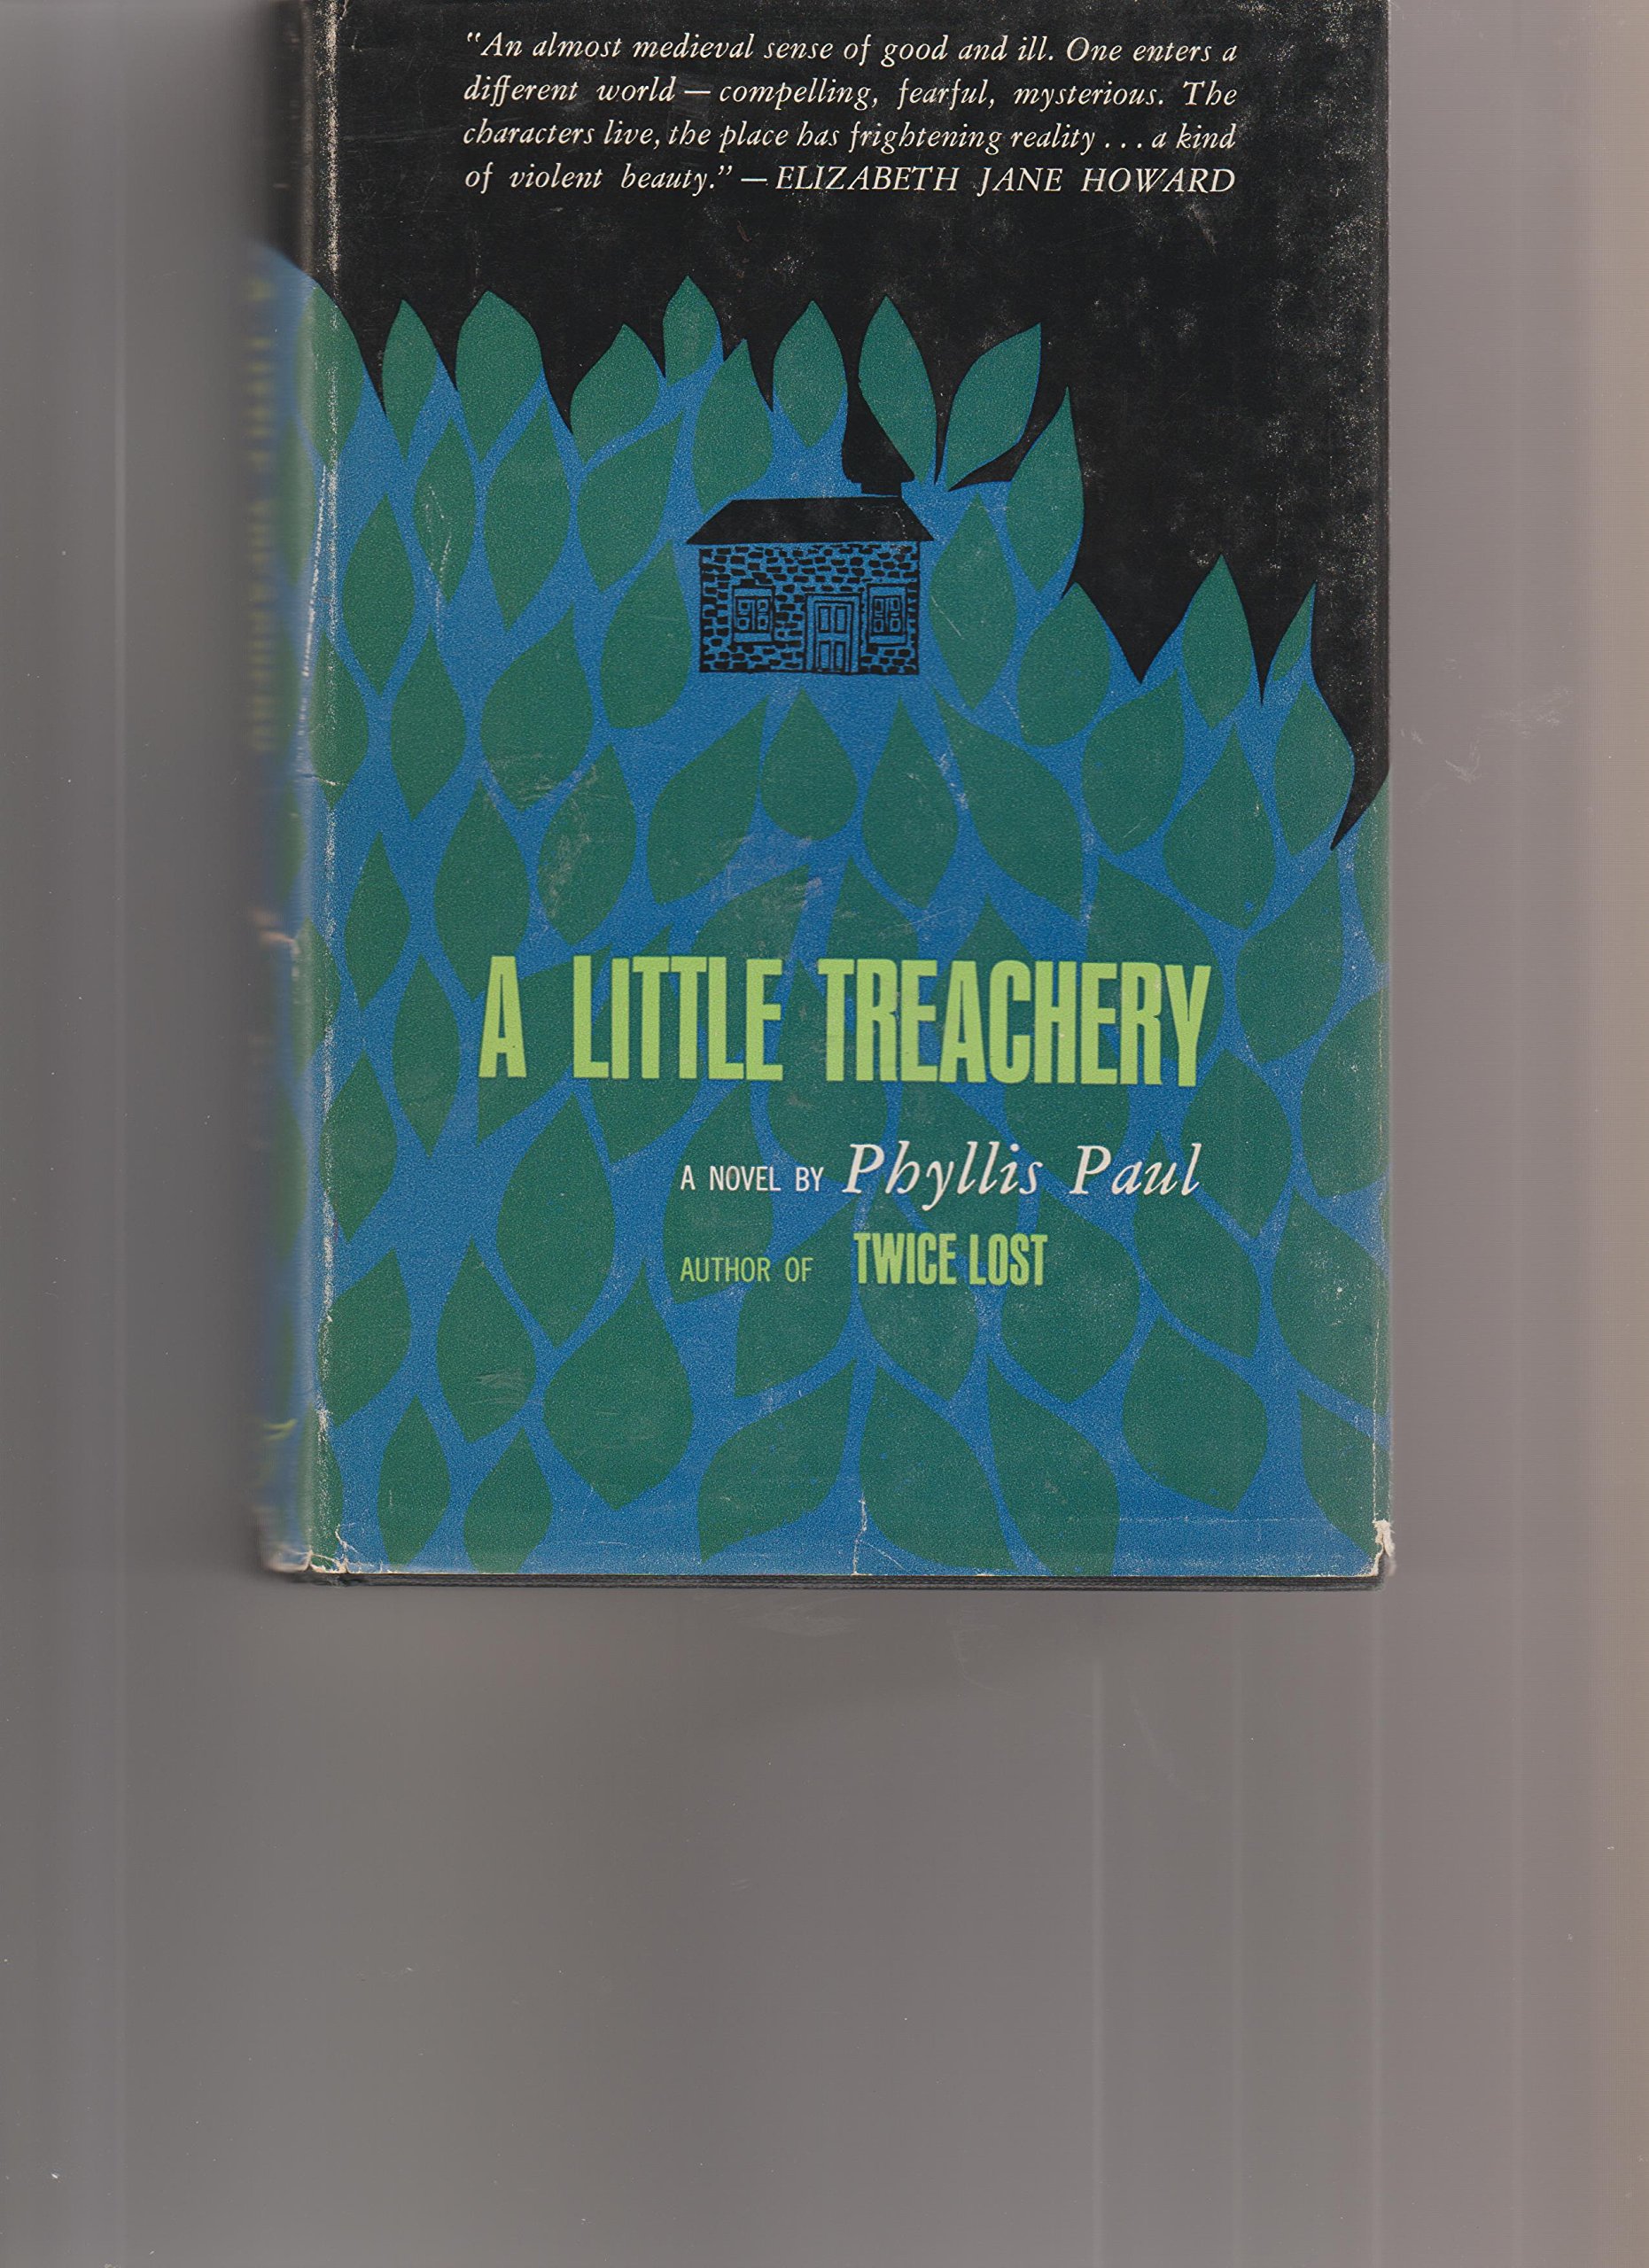 "An almost medieval sense of good and ill. One enters a
different world — compelling, fearful, mysterious. The
characters live, the place has frightening reality . . . a kind
of violent beauty." — ELIZABETH JANE HOWARD
A LITTLE TREACHERY
A NOVEL BY Phyllis Paul
AUTHOR OF TWICE LOST